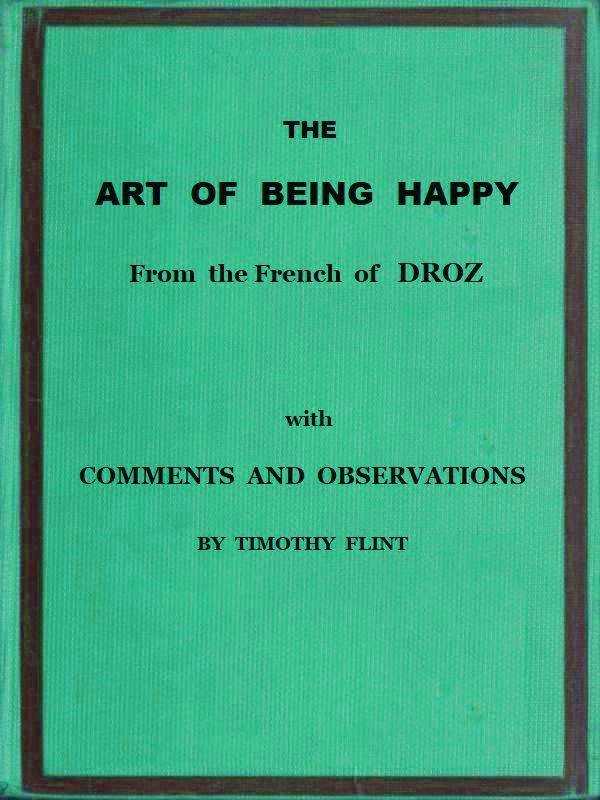 THE
ART OF BEING HAPPY
From the French of DROZ
with
COMMENTS AND OBSERVATIONS
BY TIMOTHY FLINT